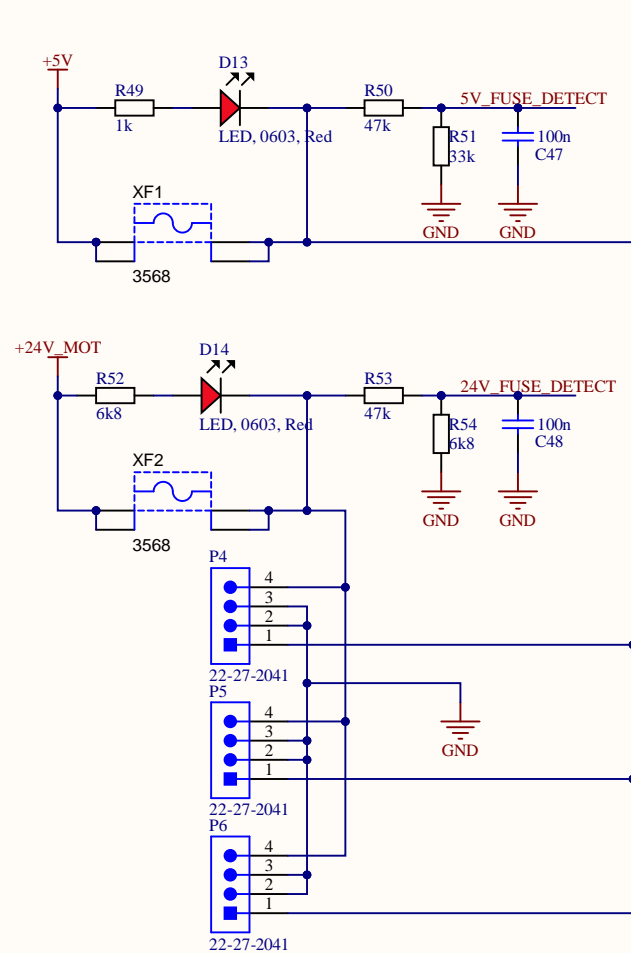 +5V
D13
R49
1k
LED, 0603, Red
R50
47k
5V_FUSE_DETECT
R51
33k
100n
C47
GND
GND
XF1
3568
+24V_MOT
D14
R52
6k8
LED, 0603, Red
R53
47k
24V_FUSE_DETECT
R54
6k8
100n
C48
GND
GND
XF2
3568
P4
4
3
2
1
22-27-2041
P5
4
3
2
1
22-27-2041
GND
P6
4
3
2
1
22-27-2041